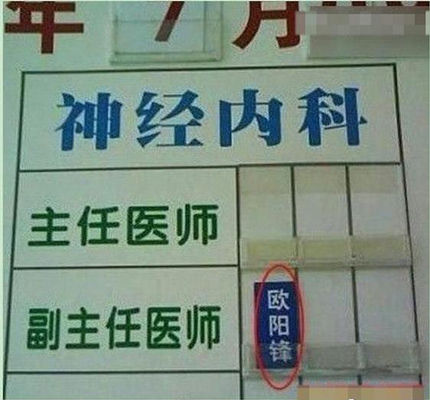 年 7 月
神经内科
主任医师
副主任医师
欧阳锋